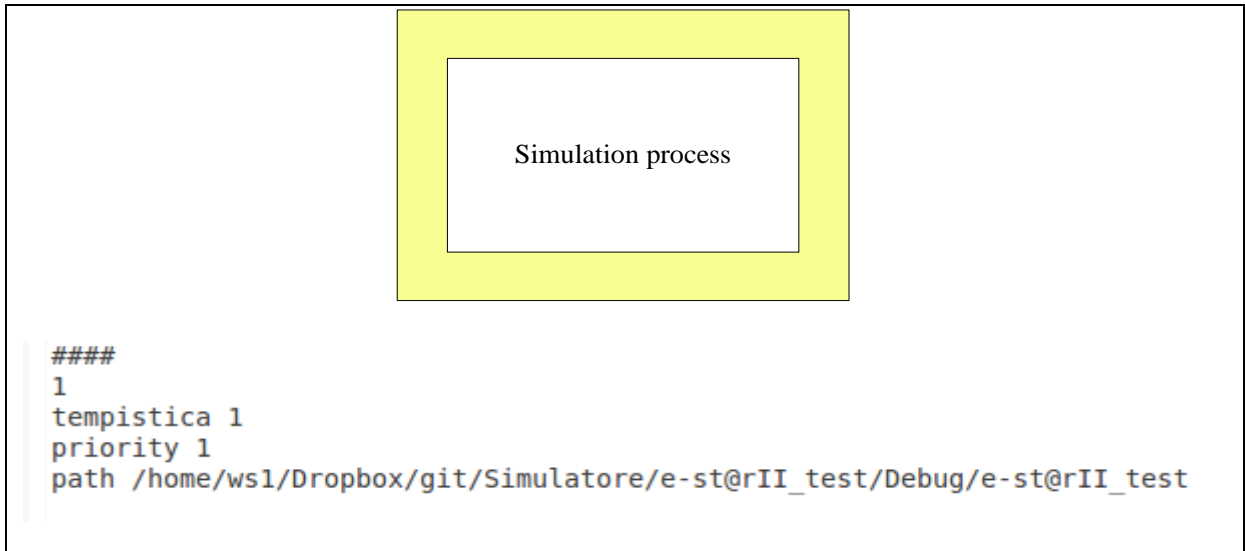 Simulation process
####
1
tempistica 1
priority 1
path /home/ws1/Dropbox/git/Simulatore/e-st@rII_test/Debug/e-st@rII_test